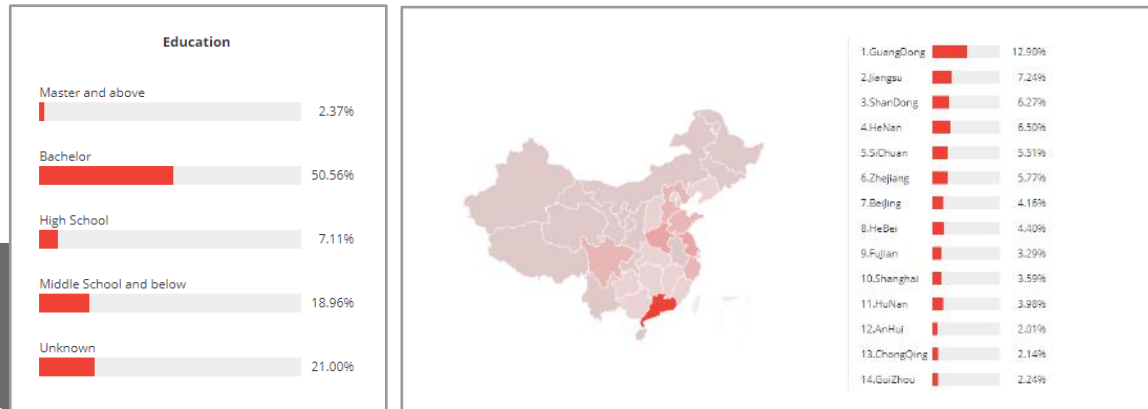 Education
Master and above
2.37%
Bachelor
50.56%
High School
7.11%
Middle School and below
18.96%
Unknown
21.00%
1.GuangDong 12.90%
2.Jiangsu 7.24%
3.ShanDong 6.27%
4.HeNan 6.50%
5.SiChuan 5.51%
6.Zhejiang 5.77%
7.BeiJing 4.16%
8.HeBei 4.40%
9.Fujian 3.29%
10.Shanghai 3.59%
11.HuNan 3.98%
12.AnHui 2.01%
13.ChongQing 2.14%
14.GuiZhou 2.24%